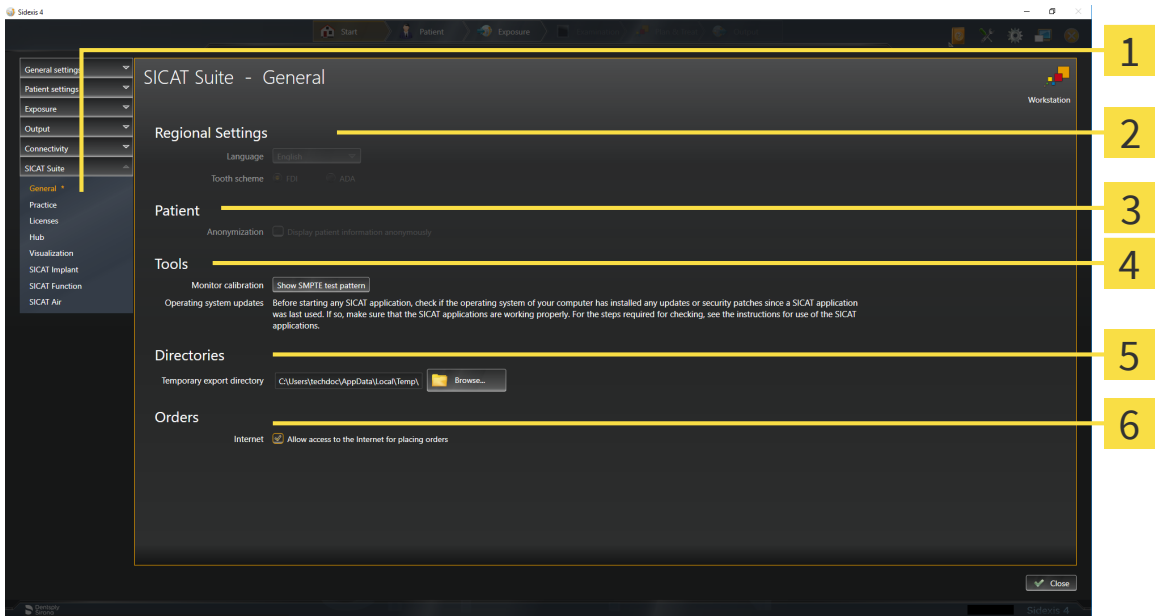 Sidexis 4
Start
Patient
Exposure
1
General settings
Patient settings
Exposure
Output
Connectivity
SICAT Suite
General *
Practice
Licenses
Hub
Visualization
SICAT Implant
SICAT Function
SICAT Air
SICAT Suite - General
Workstation
Regional Settings
2
Language English
Tooth scheme FDI ADA
Patient
3
Anonymization Display patient information anonymously
Tools
4
Monitor calibration Show SMPTE test pattern
Operating system updates Before starting any SICAT application, check if the operating system of your computer has installed any updates or security patches since a SICAT application
was last used. If so, make sure that the SICAT applications are working properly. For the steps required for checking, see the instructions for use of the SICAT
applications.
Directories
5
Temporary export directory C:\Users\techdoc\AppData\Local\Temp\ Browse...
Orders
6
Internet Allow access to the Internet for placing orders
Close
Dentsply
Sirona
Sidexis 4